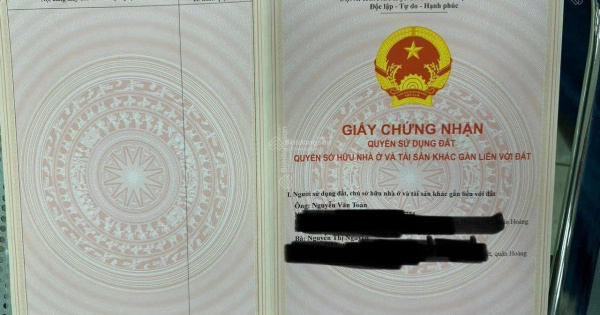 Độc lập - Tự do - Hạnh phúc
GIẤY CHỨNG NHẬN
QUYỀN SỬ DỤNG ĐẤT
QUYỀN SỞ HỮU NHÀ Ở VÀ TÀI SẢN KHÁC GẮN LIỀN VỚI ĐẤT
I. Người sử dụng đất, chủ sở hữu nhà ở và tài sản khác gắn liền với đất
Ông: Nguyễn Văn Toàn
Hoàng
Bà: Nguyễn Thị
quận Hoàng